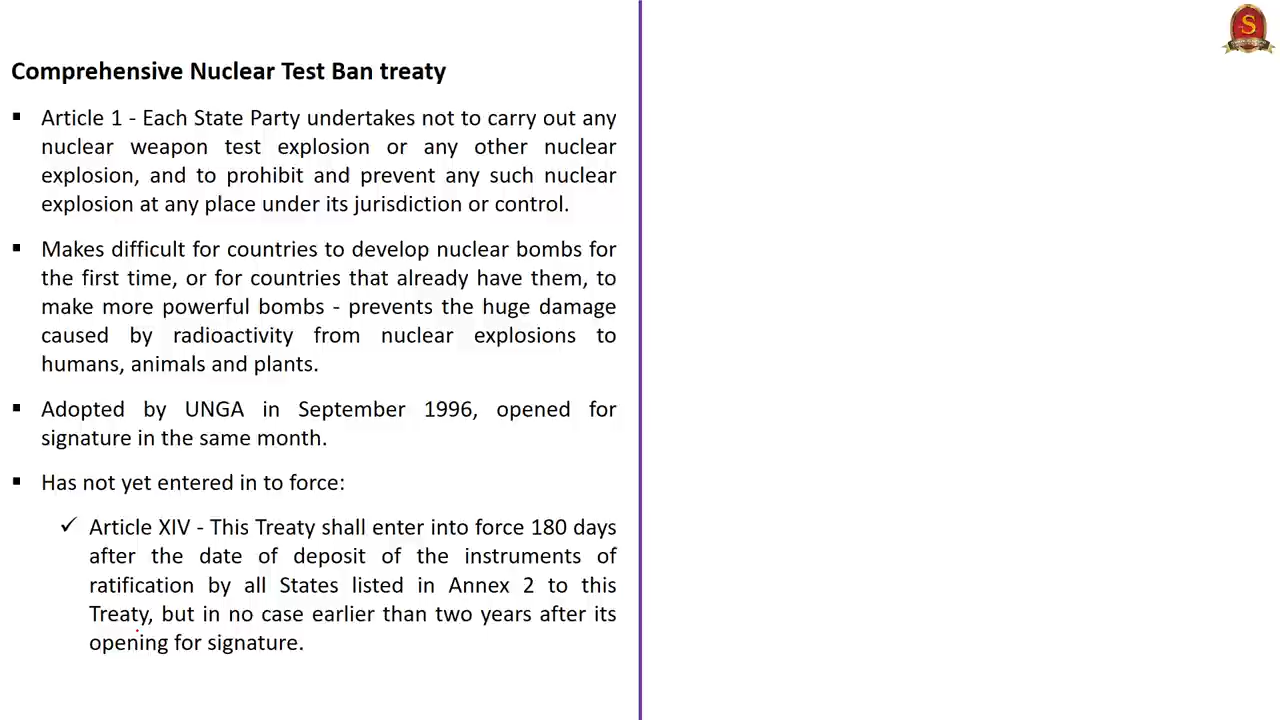 Comprehensive Nuclear Test Ban treaty
▪ Article 1 - Each State Party undertakes not to carry out any
nuclear weapon test explosion or any other nuclear
explosion, and to prohibit and prevent any such nuclear
explosion at any place under its jurisdiction or control.
▪ Makes difficult for countries to develop nuclear bombs for
the first time, or for countries that already have them, to
make more powerful bombs - prevents the huge damage
caused by radioactivity from nuclear explosions to
humans, animals and plants.
▪ Adopted by UNGA in September 1996, opened for
signature in the same month.
▪ Has not yet entered in to force:
✓ Article XIV - This Treaty shall enter into force 180 days
after the date of deposit of the instruments of
ratification by all States listed in Annex 2 to this
Treaty, but in no case earlier than two years after its
opening for signature.
S